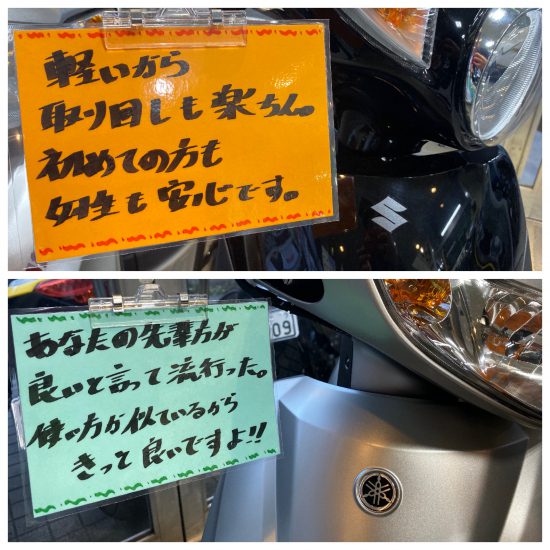 軽いから
取り回しも楽ちん。
初めての方も
女性も安心です。
09
あなたの先輩方が
良いと言って流行った。
使い方が似ているから
きっと良いですよ!!